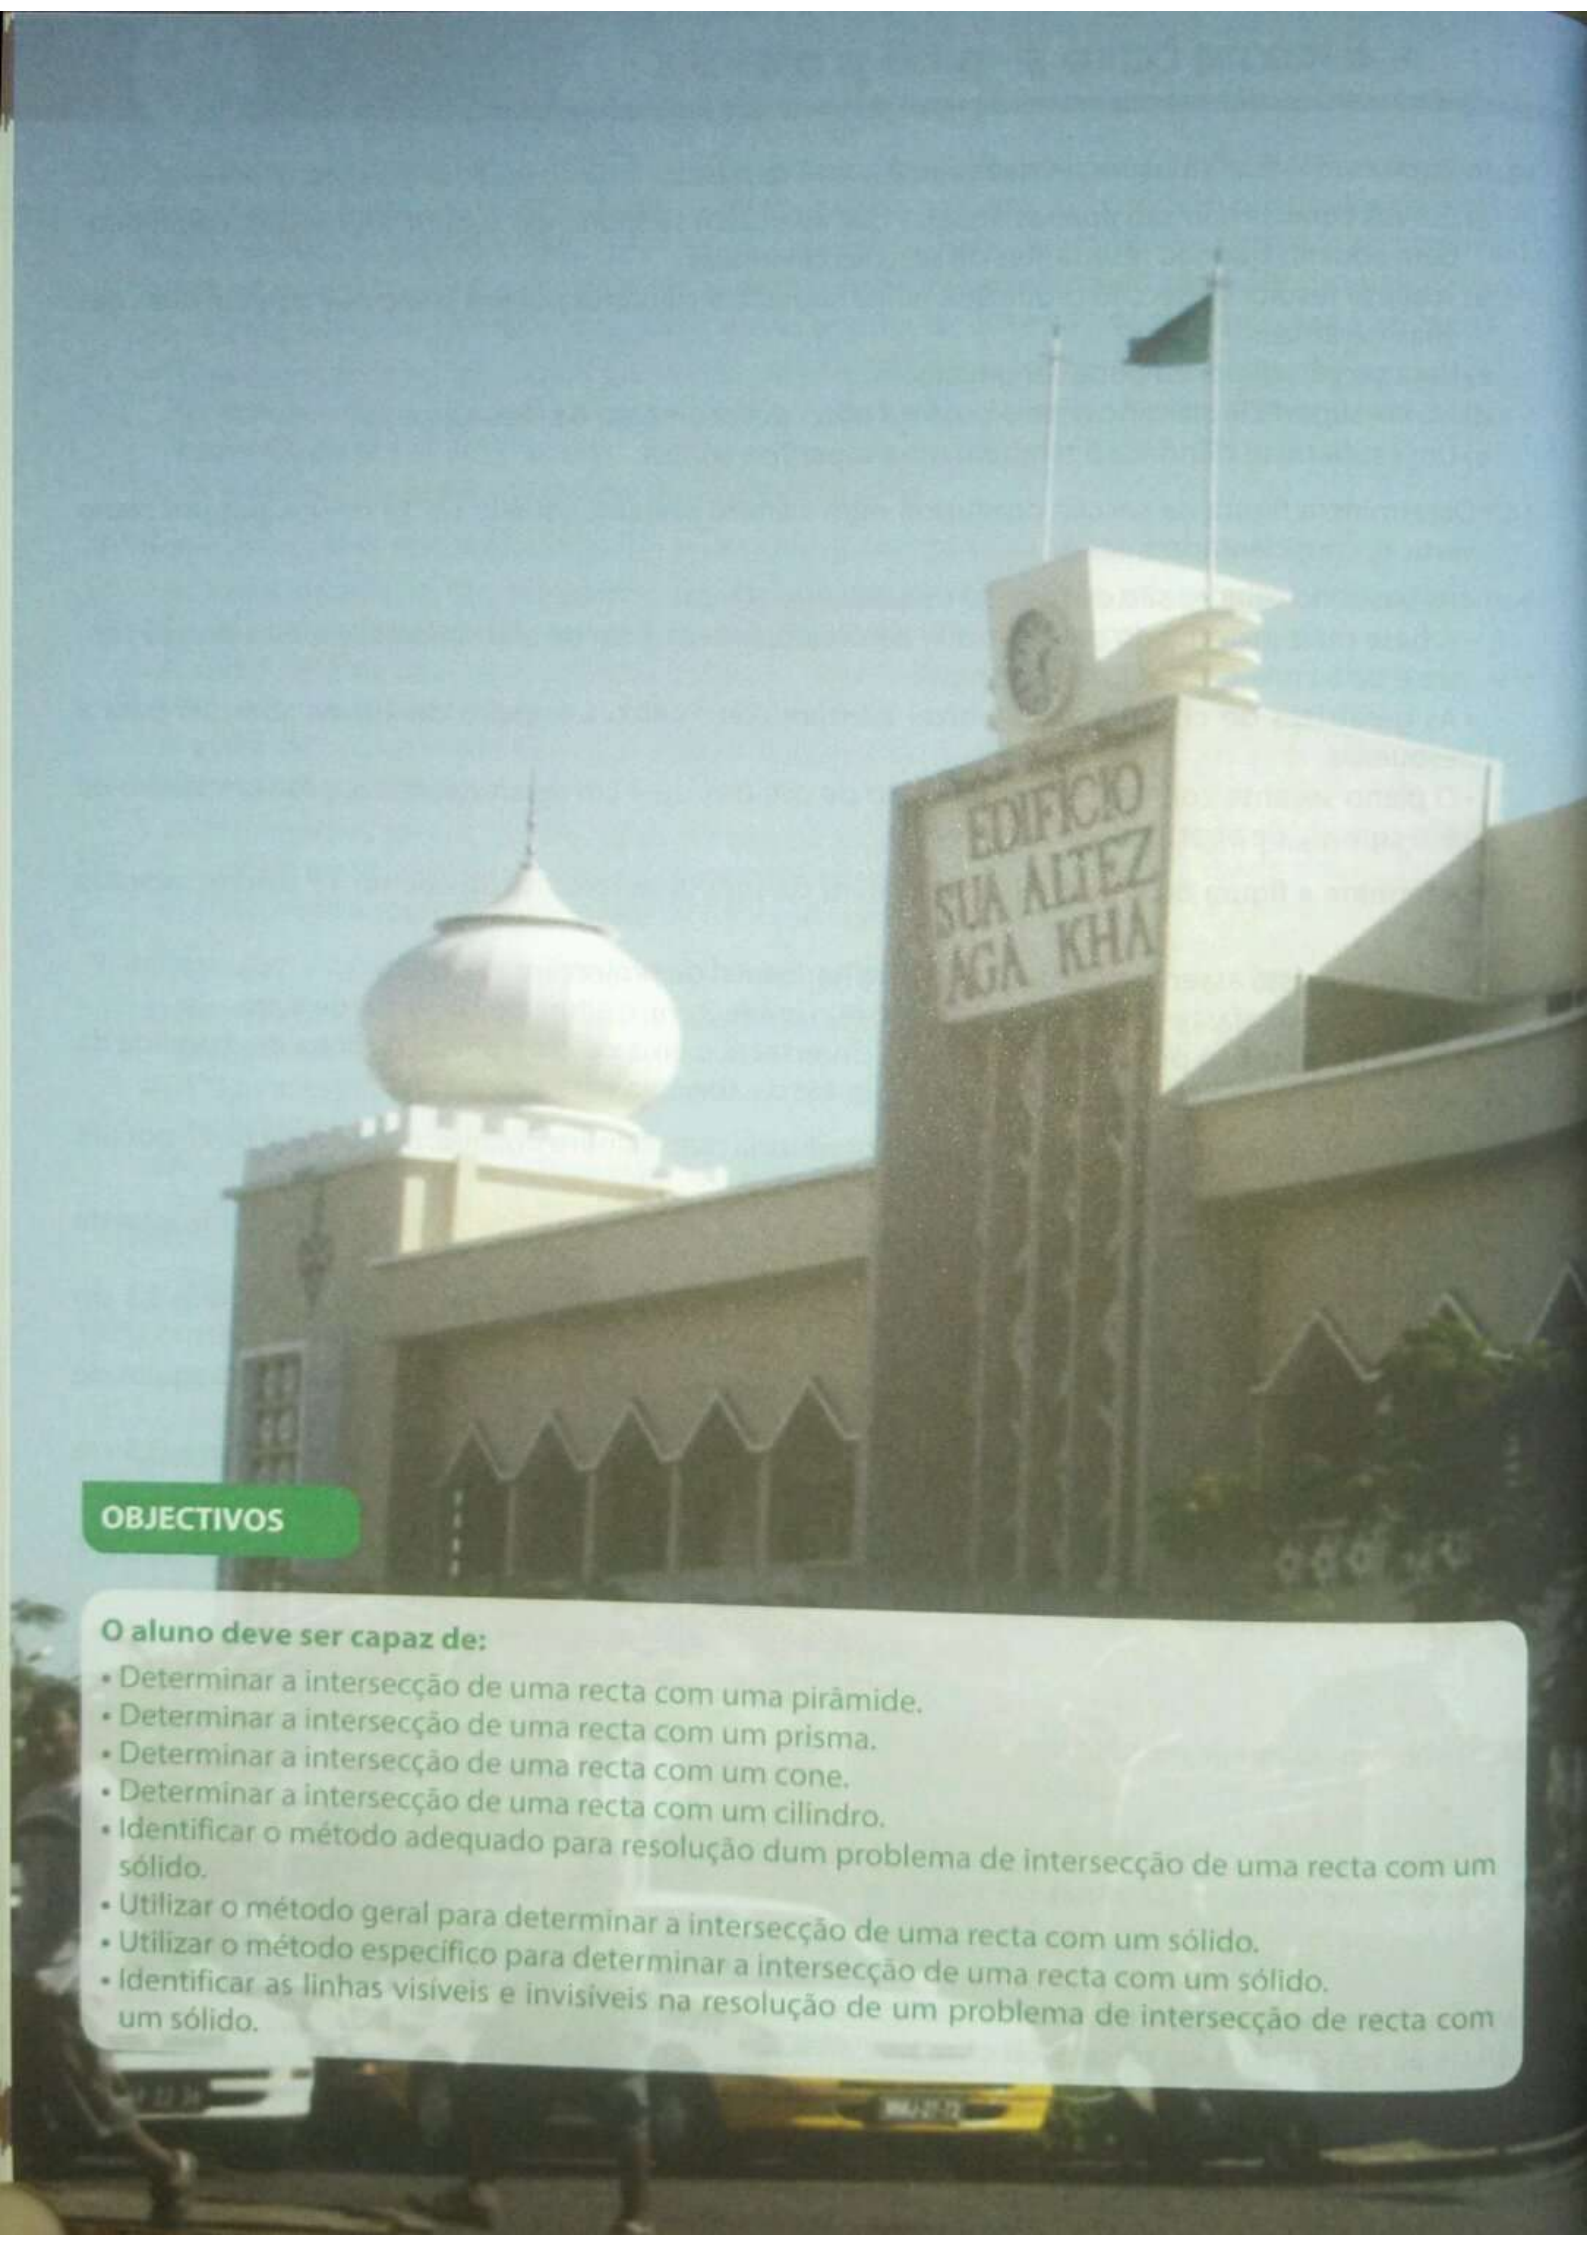 EDIFÍCIO
SUA ALTEZ
AGA KHA
OBJECTIVOS
O aluno deve ser capaz de:
• Determinar a intersecção de uma recta com uma pirâmide.
• Determinar a intersecção de uma recta com um prisma.
• Determinar a intersecção de uma recta com um cone.
• Determinar a intersecção de uma recta com um cilindro.
• Identificar o método adequado para resolução dum problema de intersecção de uma recta com um
sólido.
• Utilizar o método geral para determinar a intersecção de uma recta com um sólido.
• Utilizar o método específico para determinar a intersecção de uma recta com um sólido.
• Identificar as linhas visíveis e invisíveis na resolução de um problema de intersecção de recta com
um sólido.